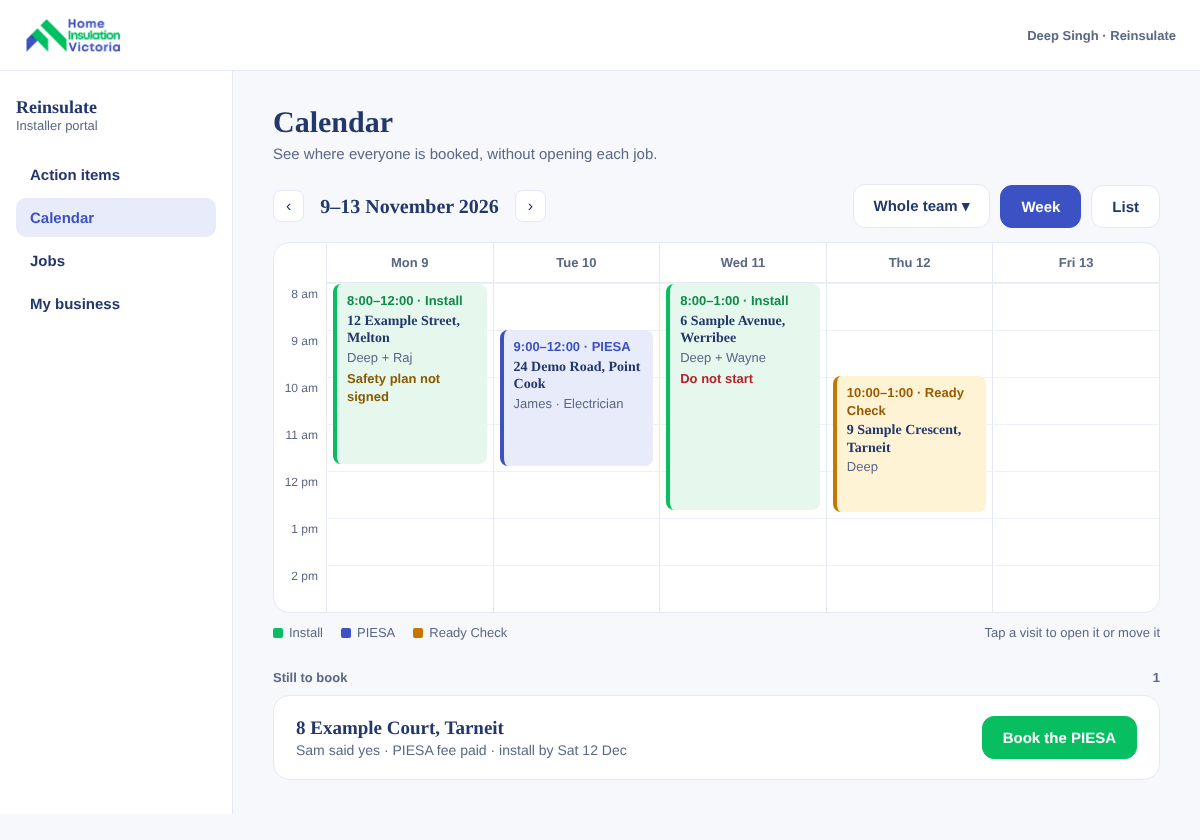 Home
Insulation
Victoria
Deep Singh · Reinsulate
Reinsulate
Installer portal
Action items
Calendar
Jobs
My business
Calendar
See where everyone is booked, without opening each job.
‹ 9–13 November 2026 ›
Whole team ▾
Week
List
Mon 9
Tue 10
Wed 11
Thu 12
Fri 13
8 am
9 am
10 am
11 am
12 pm
1 pm
2 pm
8:00–12:00 · Install
12 Example Street,
Melton
Deep + Raj
Safety plan not
signed
9:00–12:00 · PIESA
24 Demo Road, Point
Cook
James · Electrician
8:00–1:00 · Install
6 Sample Avenue,
Werribee
Deep + Wayne
Do not start
10:00–1:00 · Ready
Check
9 Sample Crescent,
Tarneit
Deep
Install
PIESA
Ready Check
Tap a visit to open it or move it
Still to book
1
8 Example Court, Tarneit
Sam said yes · PIESA fee paid · install by Sat 12 Dec
Book the PIESA